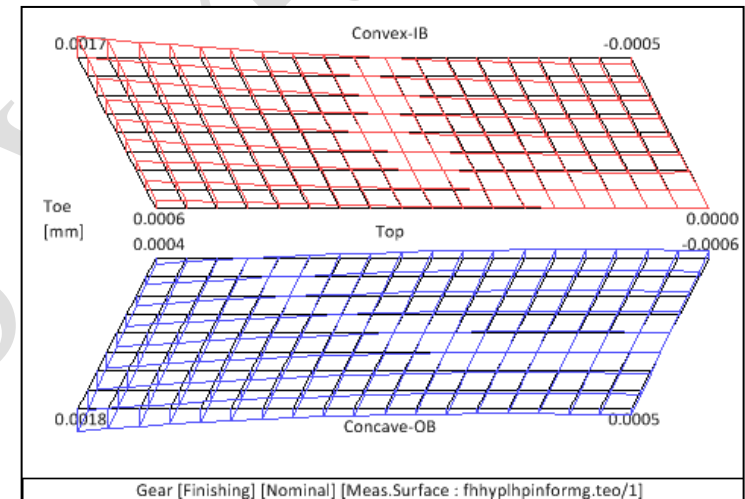 Convex-IB
0.0017 -0.0005
Toe
[mm]
0.0006 Top 0.0000
0.0004 -0.0006
0.0018 0.0005
Concave-OB
Gear [Finishing] [Nominal] [Meas.Surface : fhhyplhpinformg.teo/1]